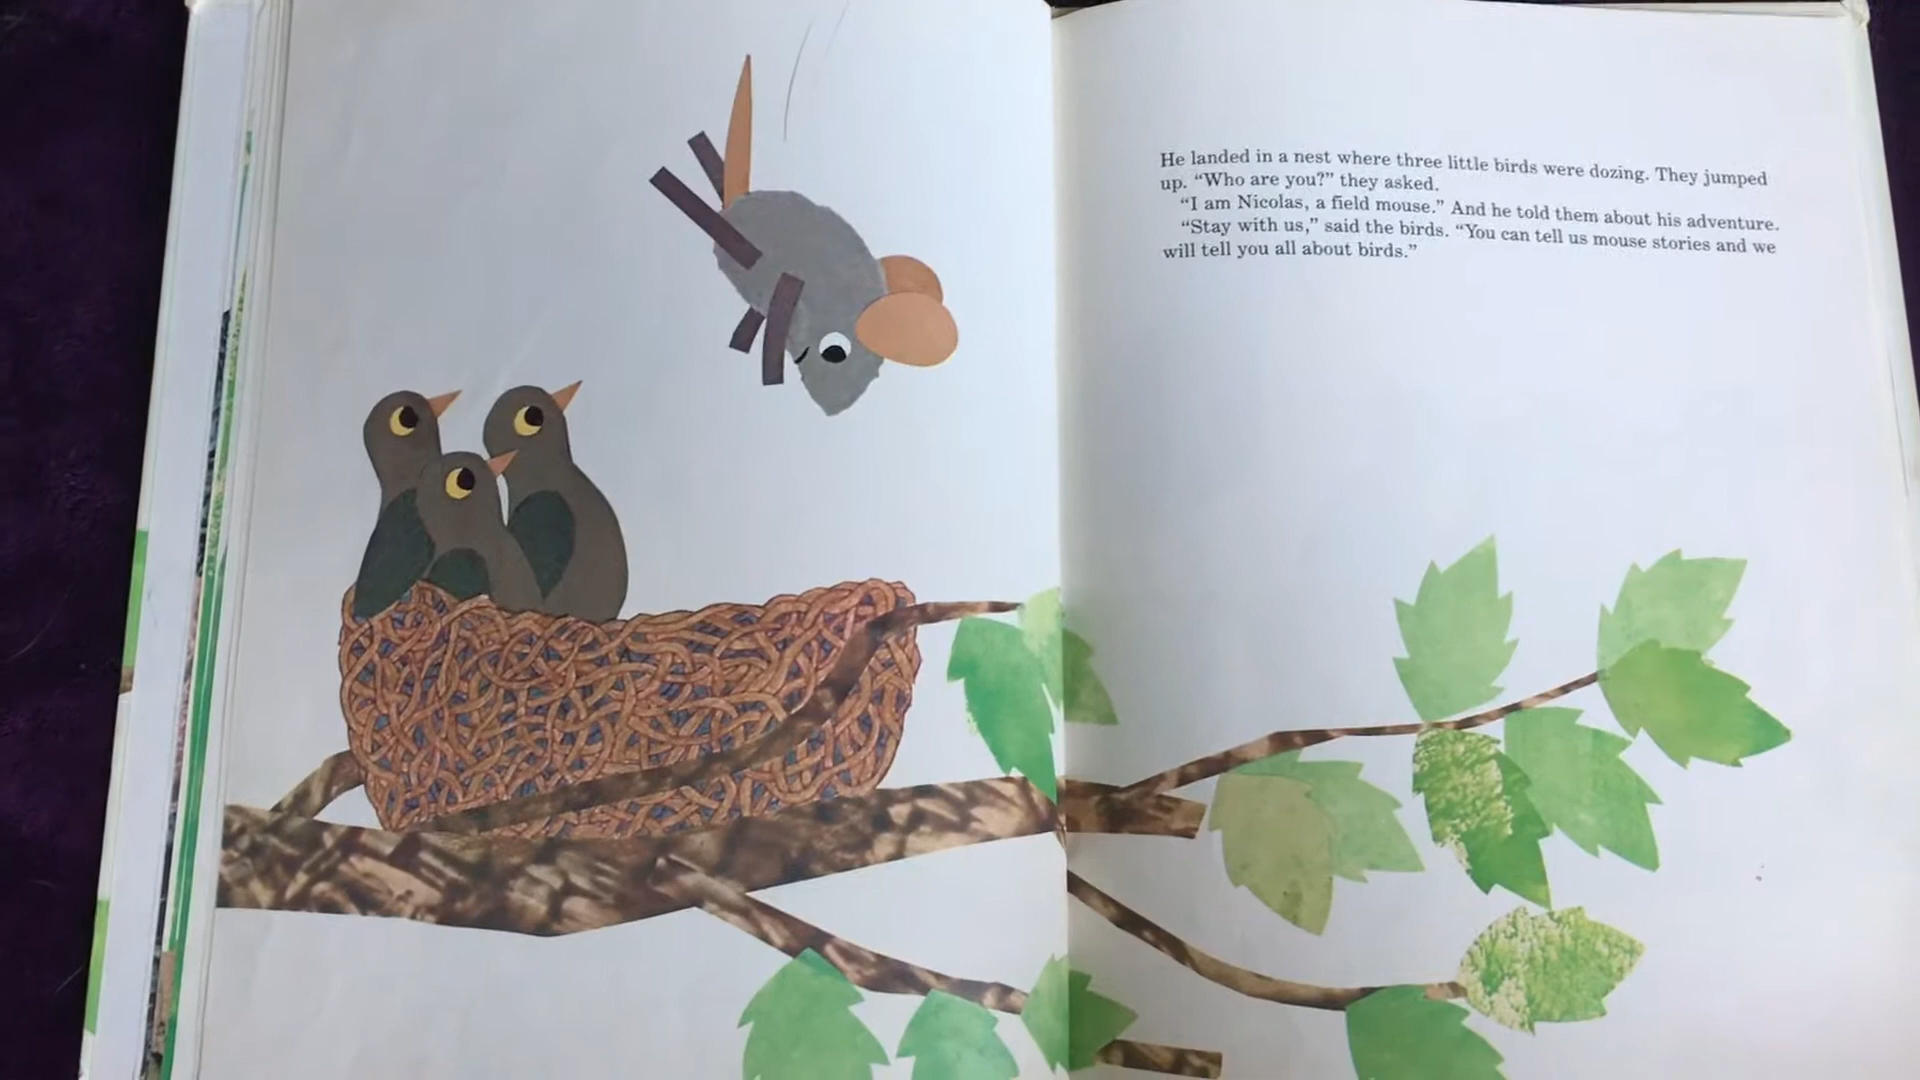 He landed in a nest where three little birds were dozing. They jumped
up. “Who are you?” they asked.
“I am Nicolas, a field mouse.” And he told them about his adventure.
“Stay with us,” said the birds. “You can tell us mouse stories and we
will tell you all about birds.”